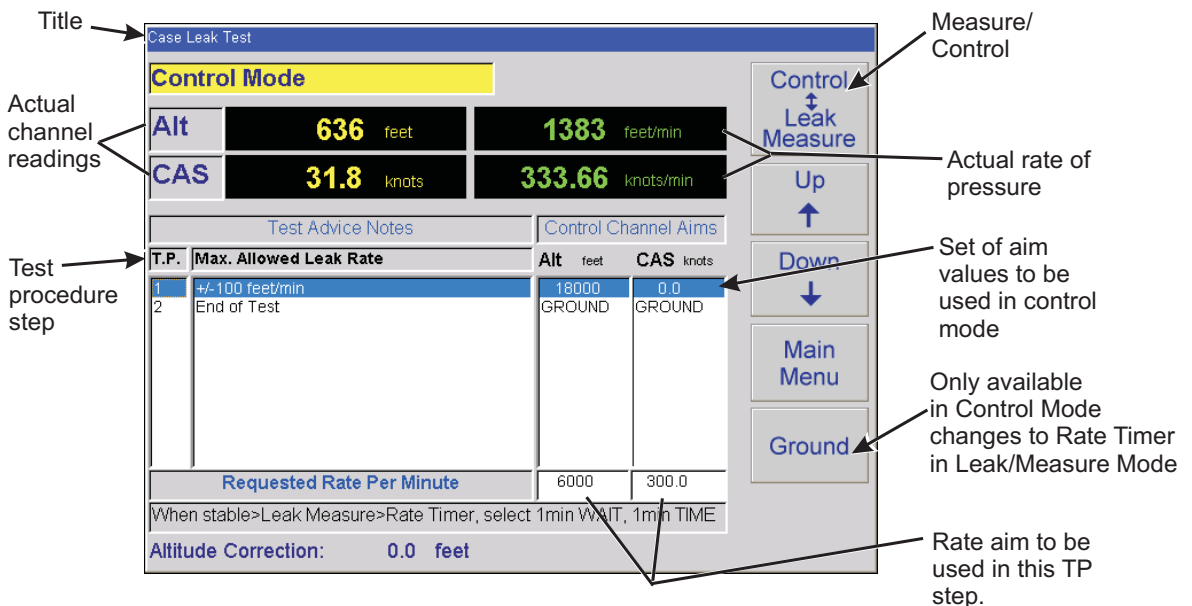 Title
Case Leak Test
Measure/
Control
Control Mode
Control
↕
Leak
Measure
Actual
channel
readings
Alt 636 feet 1383 feet/min
CAS 31.8 knots 333.66 knots/min
Actual rate of
pressure
Up
↑
Test Advice Notes Control Channel Aims
T.P. Max. Allowed Leak Rate Alt feet CAS knots
Down
↓
Test
procedure
step
1 +/-100 feet/min 18000 0.0
2 End of Test GROUND GROUND
Set of aim
values to be
used in control
mode
Main
Menu
Only available
in Control Mode
changes to Rate Timer
in Leak/Measure Mode
Ground
Requested Rate Per Minute 6000 300.0
When stable>Leak Measure>Rate Timer, select 1min WAIT, 1min TIME
Altitude Correction: 0.0 feet
Rate aim to be
used in this TP
step.